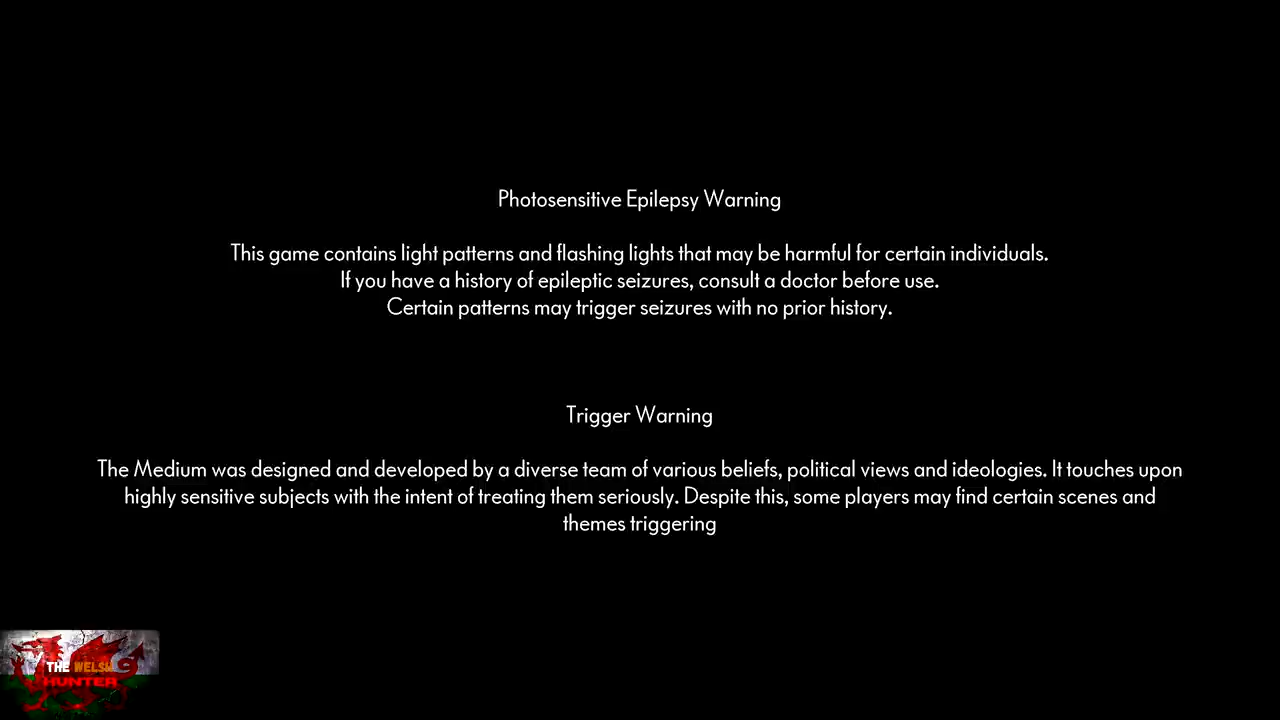 Photosensitive Epilepsy Warning
This game contains light patterns and flashing lights that may be harmful for certain individuals.
If you have a history of epileptic seizures, consult a doctor before use.
Certain patterns may trigger seizures with no prior history.
Trigger Warning
The Medium was designed and developed by a diverse team of various beliefs, political views and ideologies. It touches upon
highly sensitive subjects with the intent of treating them seriously. Despite this, some players may find certain scenes and
themes triggering
THE WELSH
HUNTER